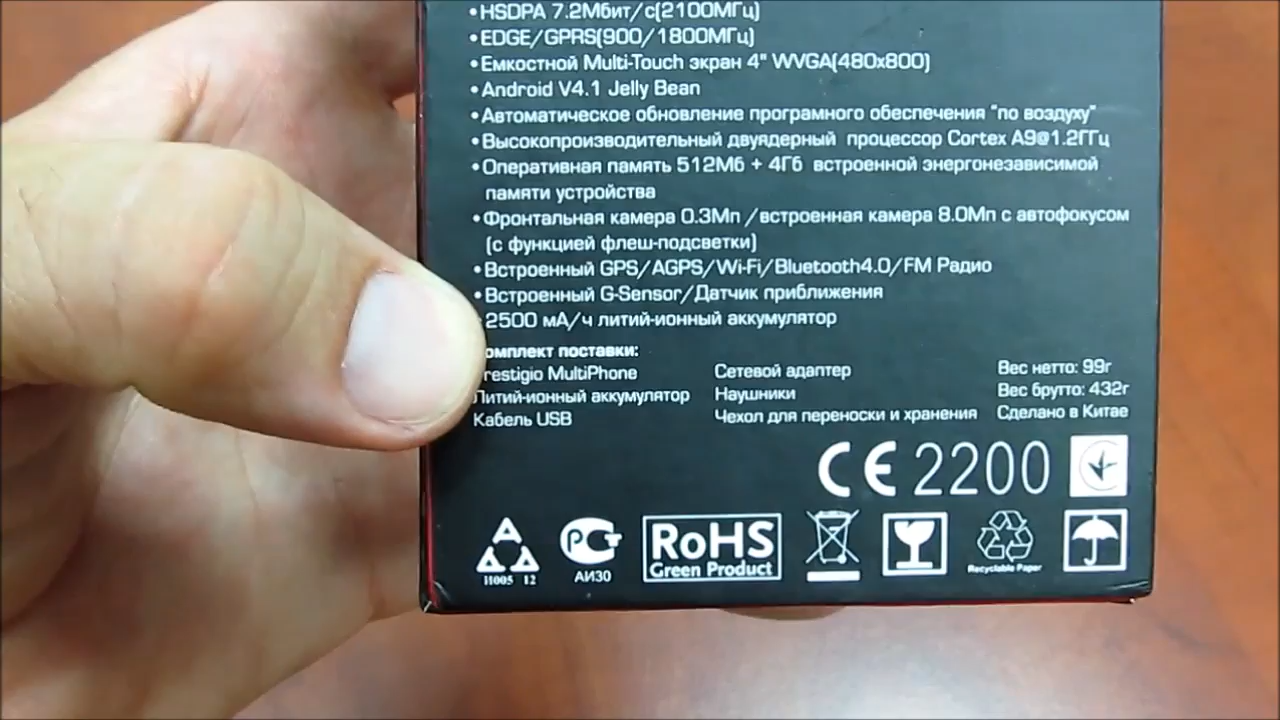 •HSDPA 7.2Мбит/с(2100МГц)
•EDGE/GPRS(900/1800МГц)
•Емкостной Multi-Touch экран 4" WVGA(480x800)
•Android V4.1 Jelly Bean
•Автоматическое обновление програмного обеспечения "по воздуху"
•Высокопроизводительный двуядерный процессор Cortex A9@1.2ГГц
•Оперативная память 512Мб + 4Гб встроенной энергонезависимой
памяти устройства
•Фронтальная камера 0.3Мп /встроенная камера 8.0Мп с автофокусом
(с функцией флеш-подсветки)
•Встроенный GPS/AGPS/Wi-Fi/Bluetooth4.0/FM Радио
•Встроенный G-Sensor/Датчик приближения
•2500 мА/ч литий-ионный аккумулятор
омплект поставки:
restigio MultiPhone
Литий-ионный аккумулятор
Кабель USB
Сетевой адаптер
Наушники
Чехол для переноски и хранения
Вес нетто: 99г
Вес брутто: 432г
Сделано в Китае
CE 2200
И005 12
РСТ
АИ30
RoHS
Green Product
Recyclable Paper